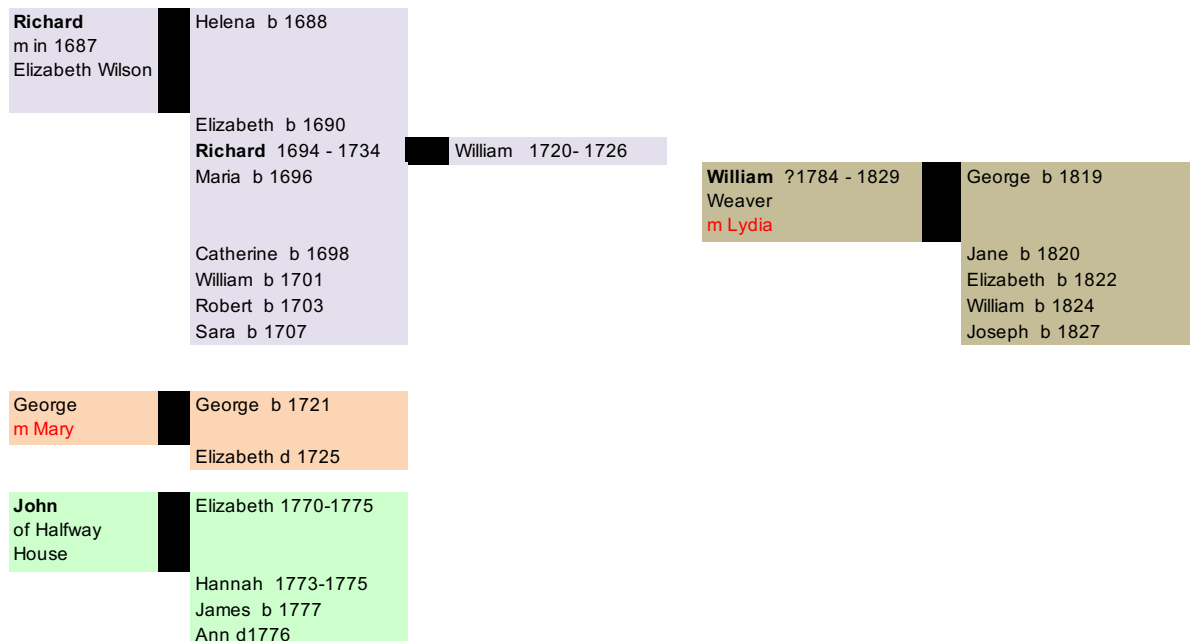 Richard
m in 1687
Elizabeth Wilson
Helena b 1688
Elizabeth b 1690
Richard 1694 - 1734
William 1720- 1726
Maria b 1696
Catherine b 1698
William b 1701
Robert b 1703
Sara b 1707
William ?1784 - 1829
Weaver
m Lydia
George b 1819
Jane b 1820
Elizabeth b 1822
William b 1824
Joseph b 1827
George
m Mary
George b 1721
Elizabeth d 1725
John
of Halfway
House
Elizabeth 1770-1775
Hannah 1773-1775
James b 1777
Ann d1776